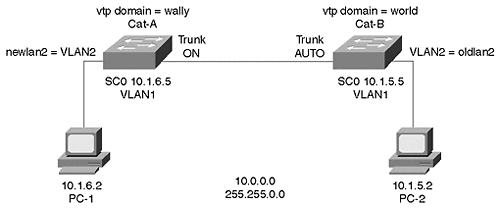 vtp domain = wally
Cat-A
vtp domain = world
Cat-B
newlan2 = VLAN2
Trunk
ON
Trunk
AUTO
VLAN2 = oldlan2
SC0 10.1.6.5
VLAN1
SC0 10.1.5.5
VLAN1
10.1.6.2
PC-1
10.0.0.0
255.255.0.0
10.1.5.2
PC-2